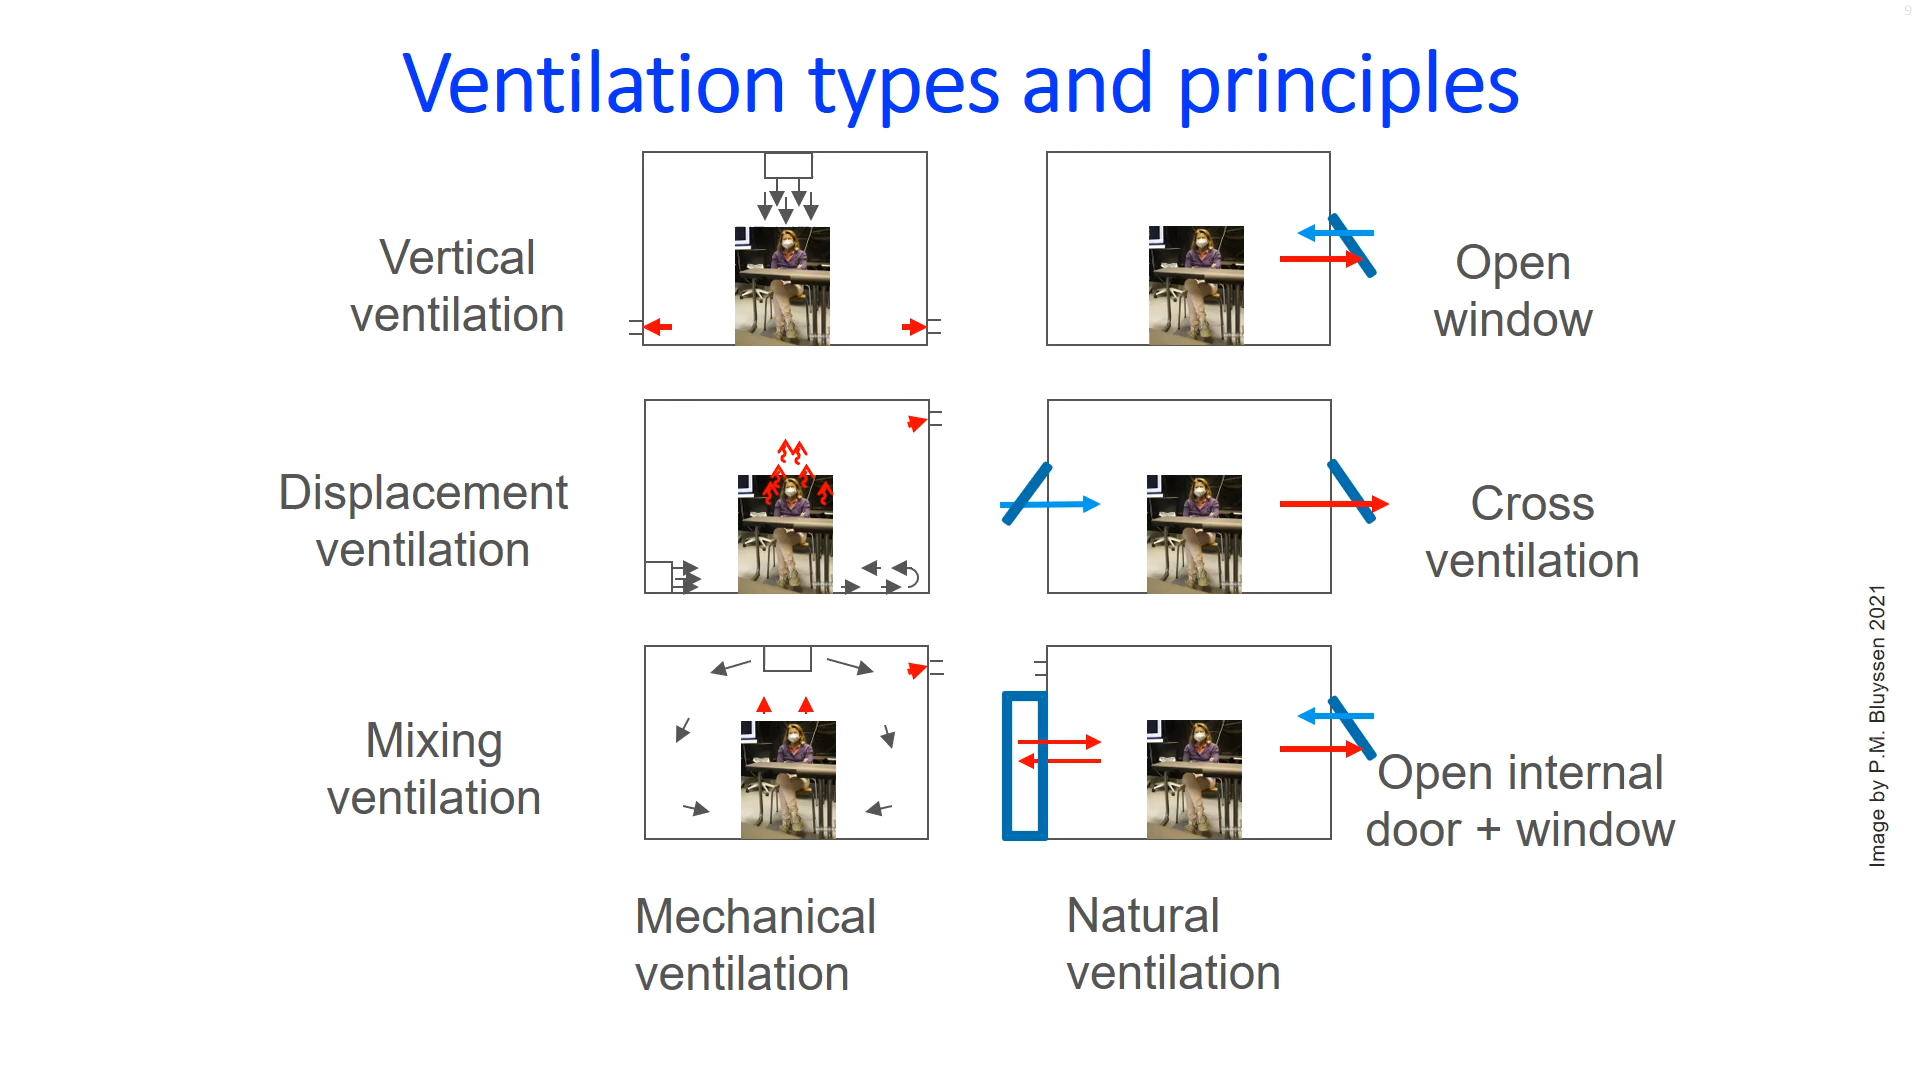 9
Ventilation types and principles
Vertical
ventilation
Open
window
Displacement
ventilation
Cross
ventilation
Mixing
ventilation
Open internal
door + window
Mechanical
ventilation
Natural
ventilation
Image by P.M. Bluyssen 2021